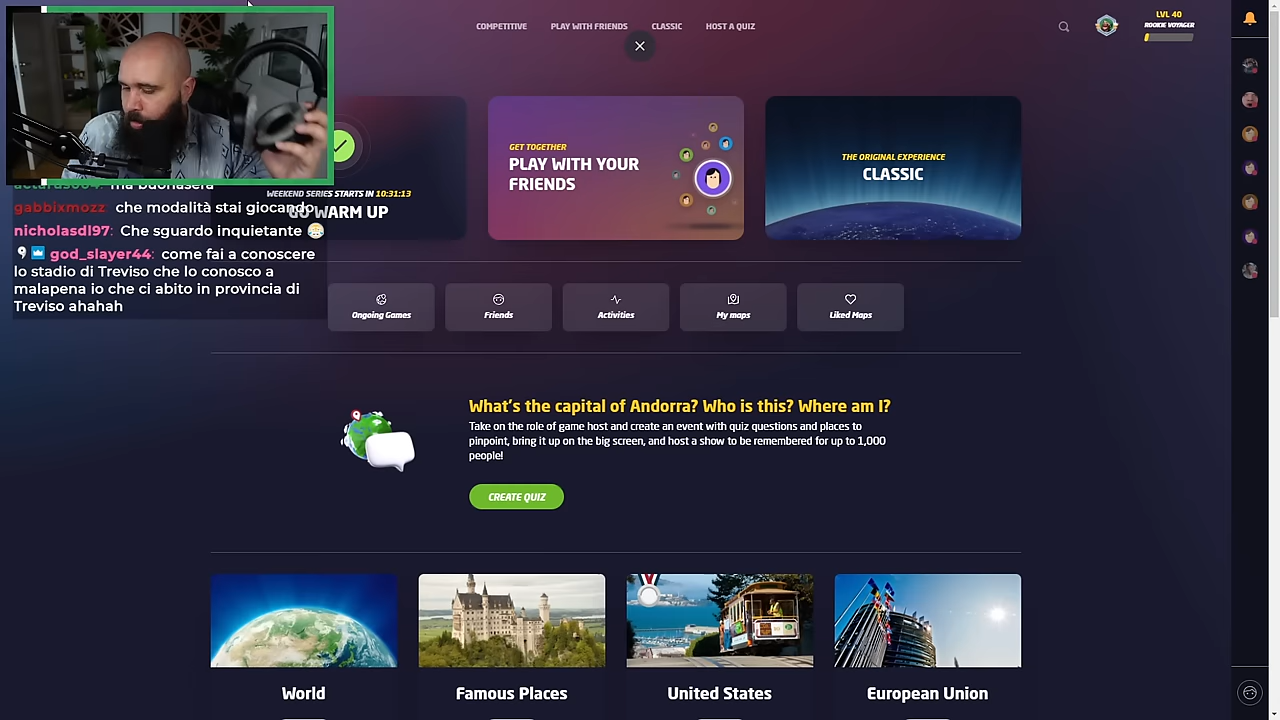 COMPETITIVE PLAY WITH FRIENDS CLASSIC HOST A QUIZ
LVL 40
ROOKIE VOYAGER
ma buonasera
gabbixmozz: che modalità stai giocando
nicholasdl97: Che sguardo inquietante
god_slayer44: come fai a conoscere
lo stadio di Treviso che lo conosco a
malapena io che ci abito in provincia di
Treviso ahahah
WEEKEND SERIES STARTS IN 10:31:13
GO WARM UP
GET TOGETHER
PLAY WITH YOUR
FRIENDS
THE ORIGINAL EXPERIENCE
CLASSIC
Ongoing Games
Friends
Activities
My maps
Liked Maps
What's the capital of Andorra? Who is this? Where am I?
Take on the role of game host and create an event with quiz questions and places to
pinpoint, bring it up on the big screen, and host a show to be remembered for up to 1,000
people!
CREATE QUIZ
World
Famous Places
United States
European Union